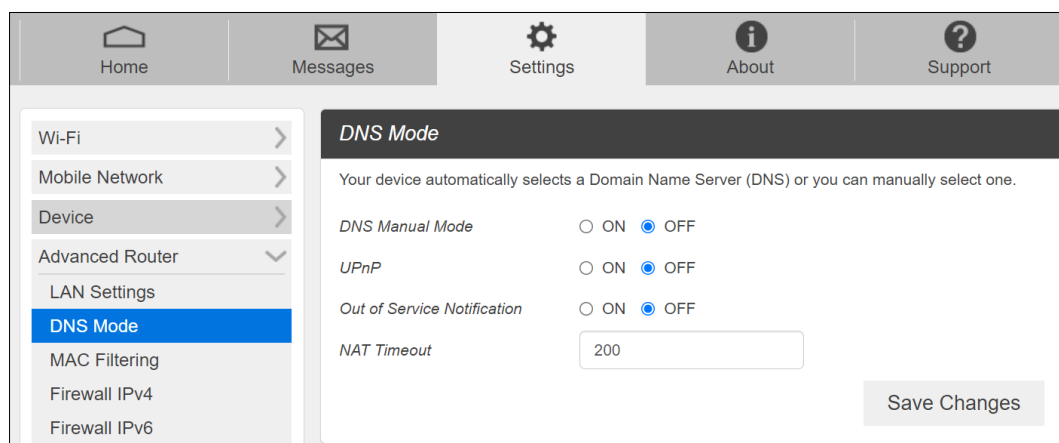 Home
Messages
Settings
About
Support
Wi-Fi
Mobile Network
Device
Advanced Router
LAN Settings
DNS Mode
MAC Filtering
Firewall IPv4
Firewall IPv6
DNS Mode
Your device automatically selects a Domain Name Server (DNS) or you can manually select one.
DNS Manual Mode ON OFF
UPnP ON OFF
Out of Service Notification ON OFF
NAT Timeout 200
Save Changes